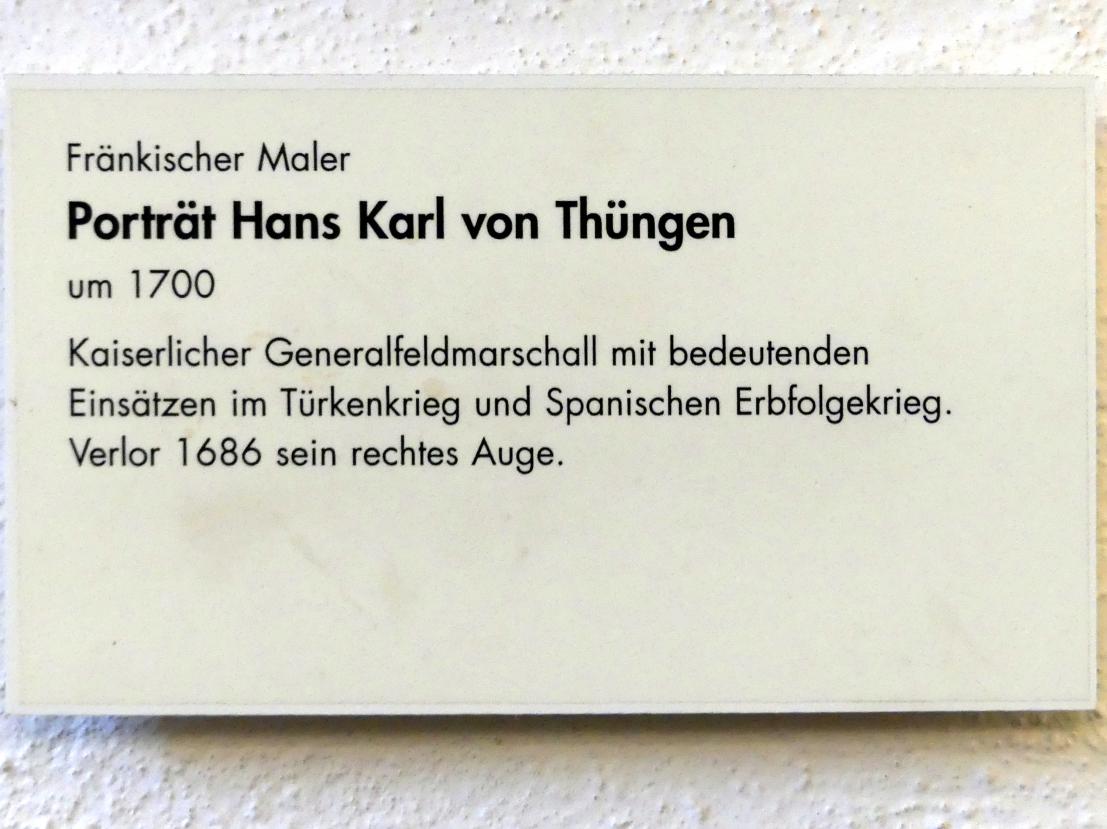 Fränkischer Maler
Porträt Hans Karl von Thüngen
um 1700
Kaiserlicher Generalfeldmarschall mit bedeutenden
Einsätzen im Türkenkrieg und Spanischen Erbfolgekrieg.
Verlor 1686 sein rechtes Auge.